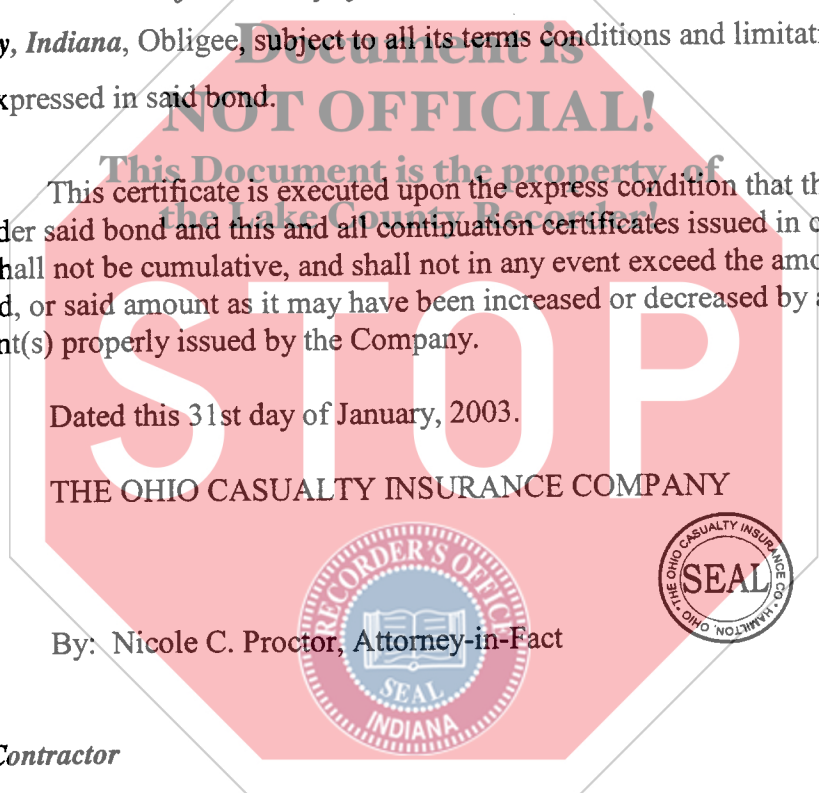 y, Indiana, Obligee, subject to all its terms conditions and limitati
xpressed in said bond.
Document is
NOT OFFICIAL!
This Document is the property of
the Lake County Recorder!
This certificate is executed upon the express condition that th
der said bond and this and all continuation certificates issued in c
hall not be cumulative, and shall not in any event exceed the amo
d, or said amount as it may have been increased or decreased by a
nt(s) properly issued by the Company.
STOP
Dated this 31st day of January, 2003.
THE OHIO CASUALTY INSURANCE COMPANY
THE OHIO CASUALTY INSURANCE CO. HAMILTON, OHIO
SEAL
By: Nicole C. Proctor, Attorney-in-Fact
RECORDER'S OFFICE
SEAL
INDIANA
Contractor